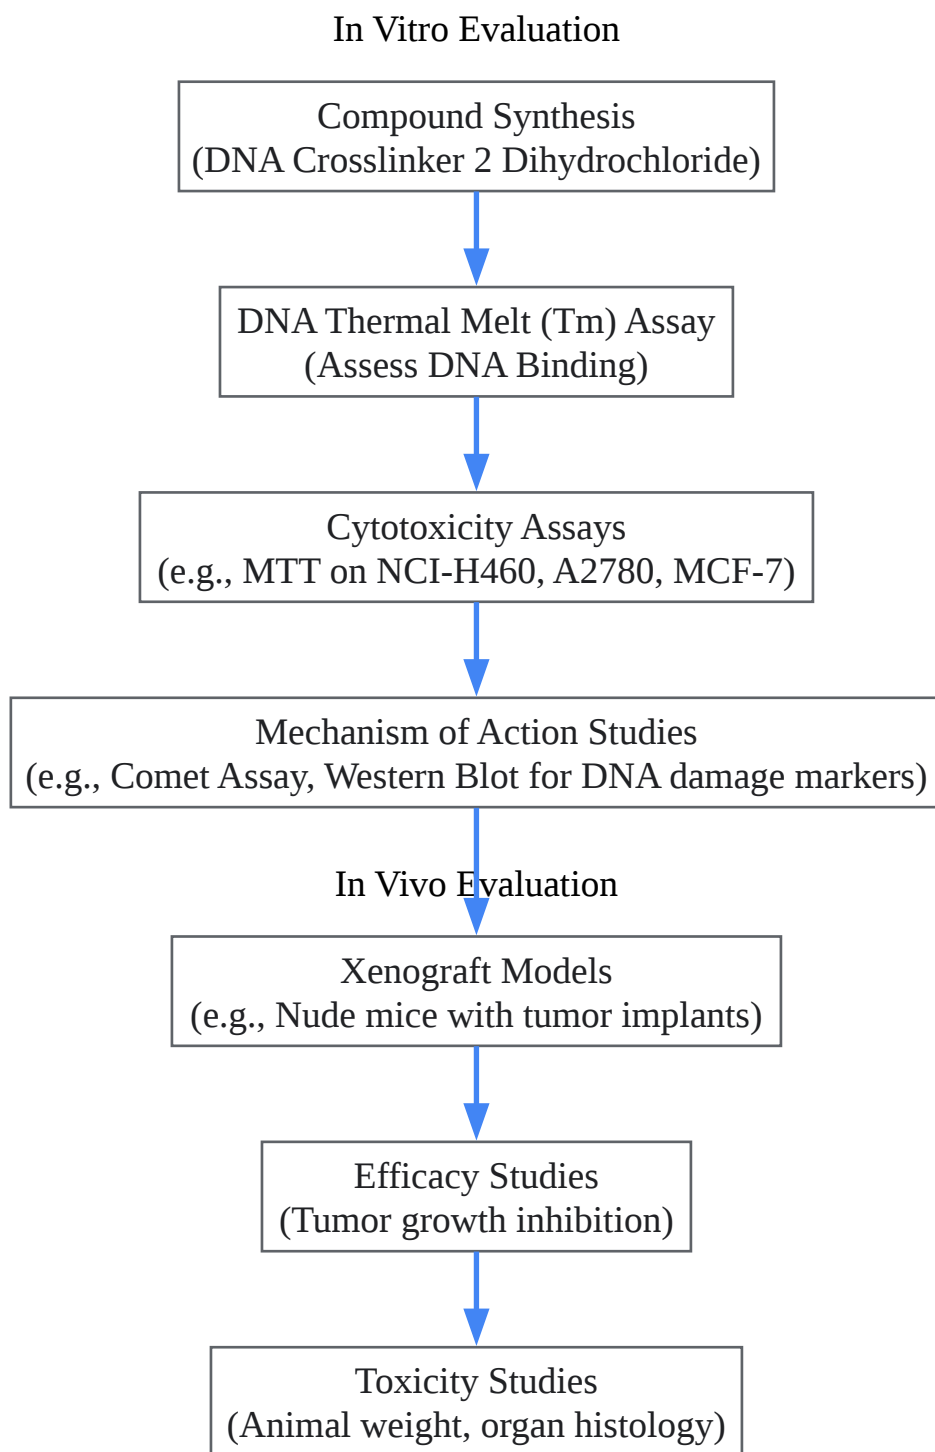 In Vitro Evaluation
Compound Synthesis
(DNA Crosslinker 2 Dihydrochloride)
DNA Thermal Melt (Tm) Assay
(Assess DNA Binding)
Cytotoxicity Assays
(e.g., MTT on NCI-H460, A2780, MCF-7)
Mechanism of Action Studies
(e.g., Comet Assay, Western Blot for DNA damage markers)
In Vivo Evaluation
Xenograft Models
(e.g., Nude mice with tumor implants)
Efficacy Studies
(Tumor growth inhibition)
Toxicity Studies
(Animal weight, organ histology)